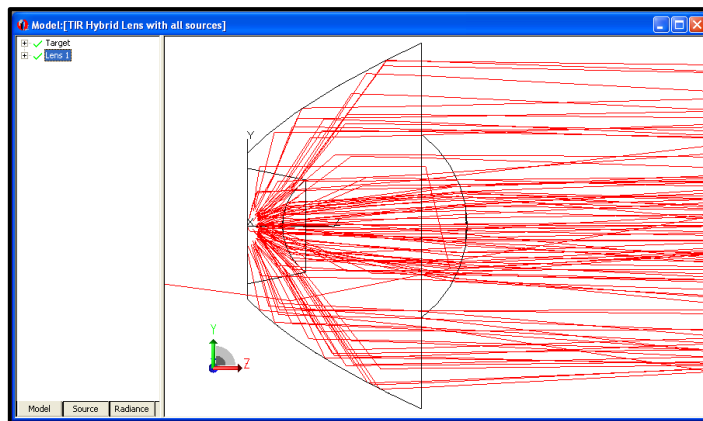 Model:[TIR Hybrid Lens with all sources]
Target
Lens 1
Y
X
Z
Y
Z
Model
Source
Radiance